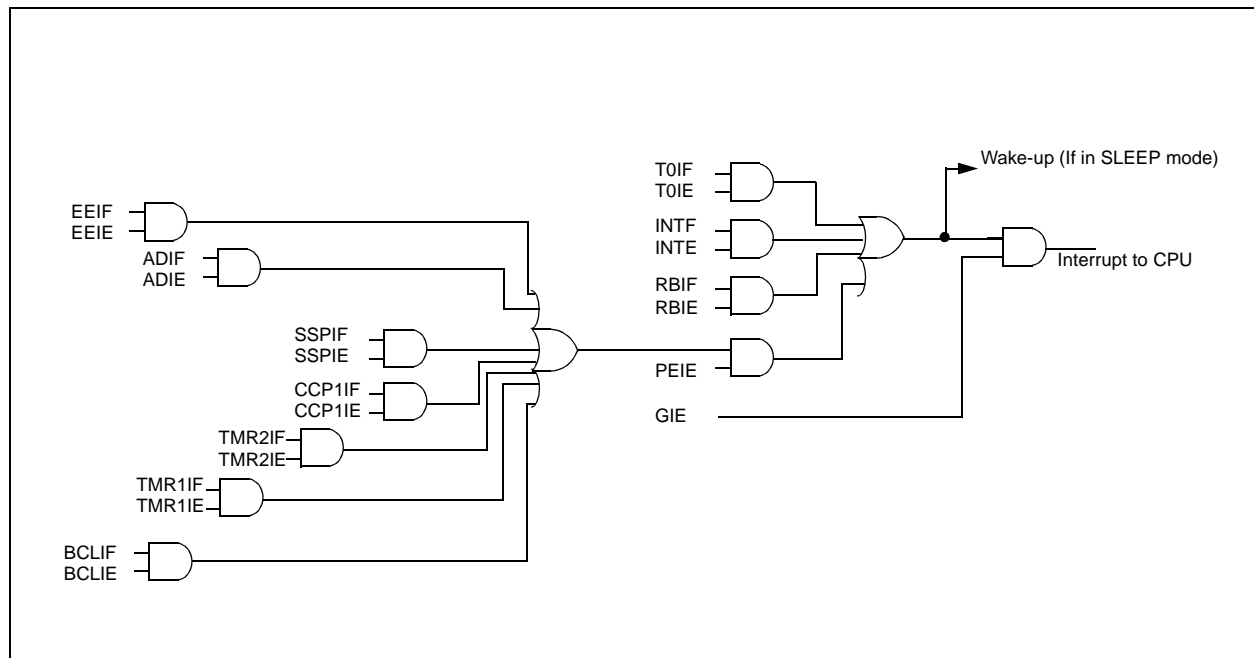 EEIF
EEIE
ADIF
ADIE
SSPIF
SSPIE
CCP1IF
CCP1IE
TMR2IF
TMR2IE
TMR1IF
TMR1IE
BCLIF
BCLIE
T0IF
T0IE
INTF
INTE
RBIF
RBIE
PEIE
GIE
Wake-up (If in SLEEP mode)
Interrupt to CPU